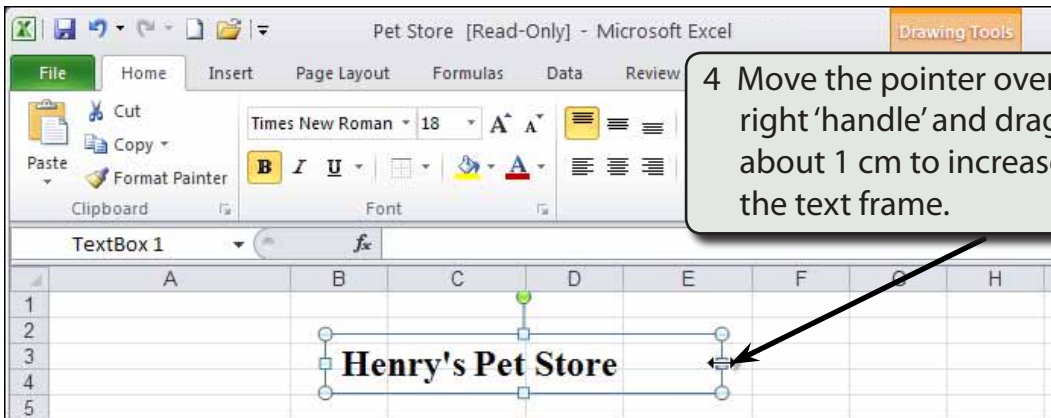 Pet Store [Read-Only] - Microsoft Excel
Drawing Tools
File Home Insert Page Layout Formulas Data Review
Paste
Cut
Copy
Format Painter
Clipboard
Times New Roman 18 A A
B I U A
Font
TextBox 1 fx
4 Move the pointer over
right 'handle' and drag
about 1 cm to increase
the text frame.
A B C D E F G H
1
2
3
4
5
Henry's Pet Store